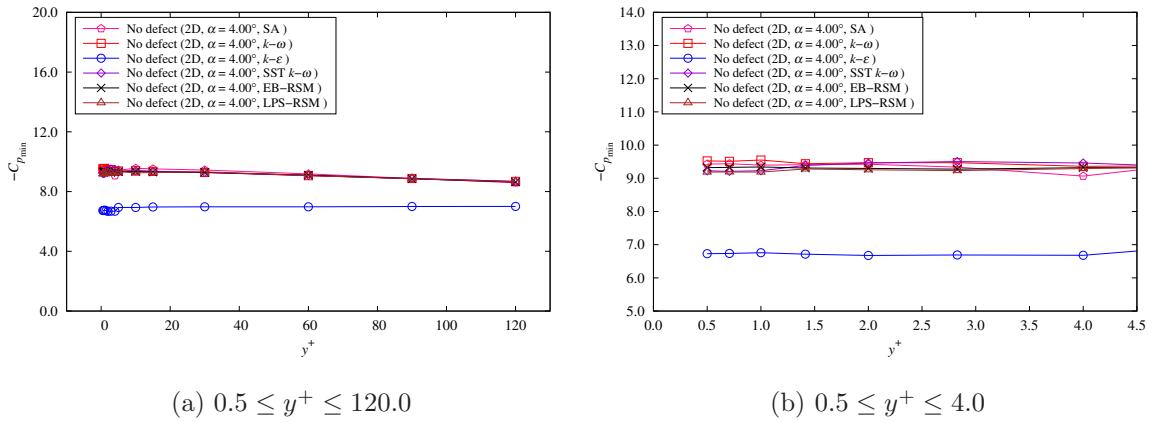 20.0
16.0
12.0
8.0
4.0
0.0
−C_{p_{min}}
No defect (2D, α = 4.00°, SA )
No defect (2D, α = 4.00°, k−ω)
No defect (2D, α = 4.00°, k−ε)
No defect (2D, α = 4.00°, SST k−ω)
No defect (2D, α = 4.00°, EB−RSM )
No defect (2D, α = 4.00°, LPS−RSM )
0 20 40 60 80 100 120
y⁺
(a) 0.5 ≤ y⁺ ≤ 120.0
14.0
13.0
12.0
11.0
10.0
9.0
8.0
7.0
6.0
5.0
−C_{p_{min}}
No defect (2D, α = 4.00°, SA )
No defect (2D, α = 4.00°, k−ω)
No defect (2D, α = 4.00°, k−ε)
No defect (2D, α = 4.00°, SST k−ω)
No defect (2D, α = 4.00°, EB−RSM )
No defect (2D, α = 4.00°, LPS−RSM )
0.0 0.5 1.0 1.5 2.0 2.5 3.0 3.5 4.0 4.5
y⁺
(b) 0.5 ≤ y⁺ ≤ 4.0